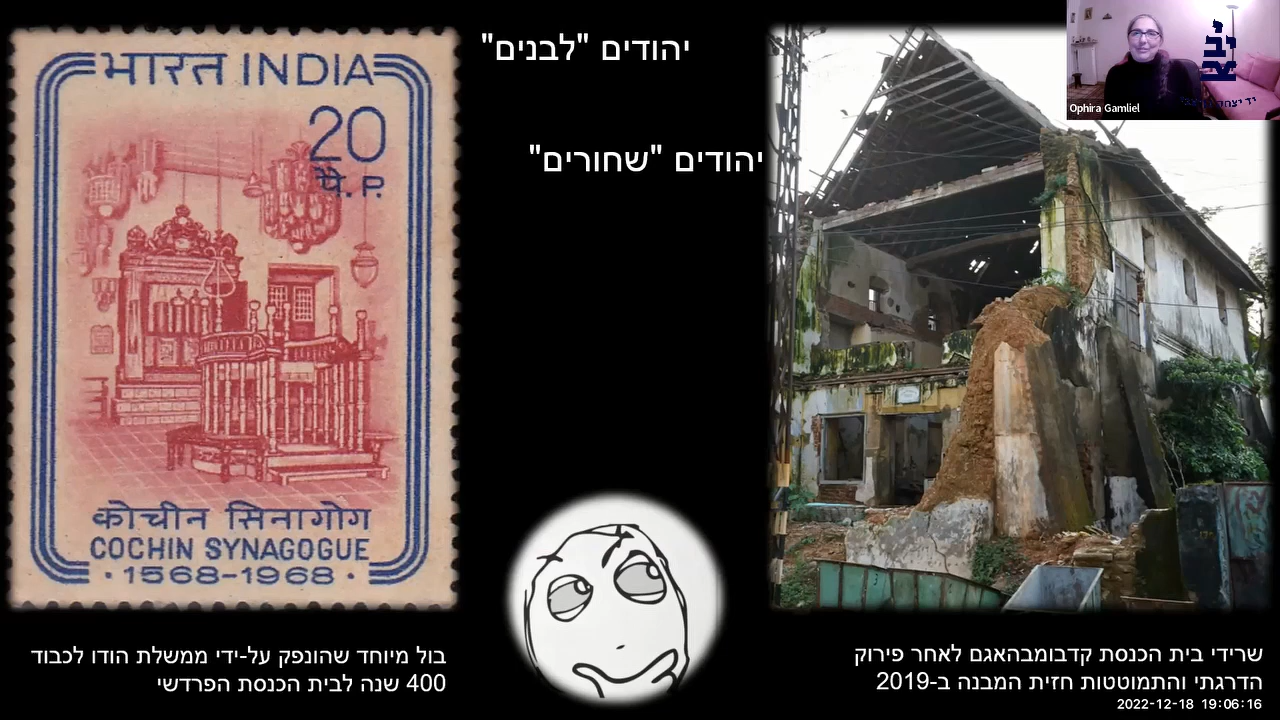 יהודים "לבנים"
יהודים "שחורים"
भारत INDIA
20
पै. P.
कोचीन सिनागोग
COCHIN SYNAGOGUE
· 1568-1968 ·
Ophira Gamliel
בול מיוחד שהונפק על-ידי ממשלת הודו לכבוד
400 שנה לבית הכנסת הפרדשי
שרידי בית הכנסת קדבומבהאגם לאחר פירוק
הדרגתי והתמוטטות חזית המבנה ב-2019
2022-12-18 19:06:16